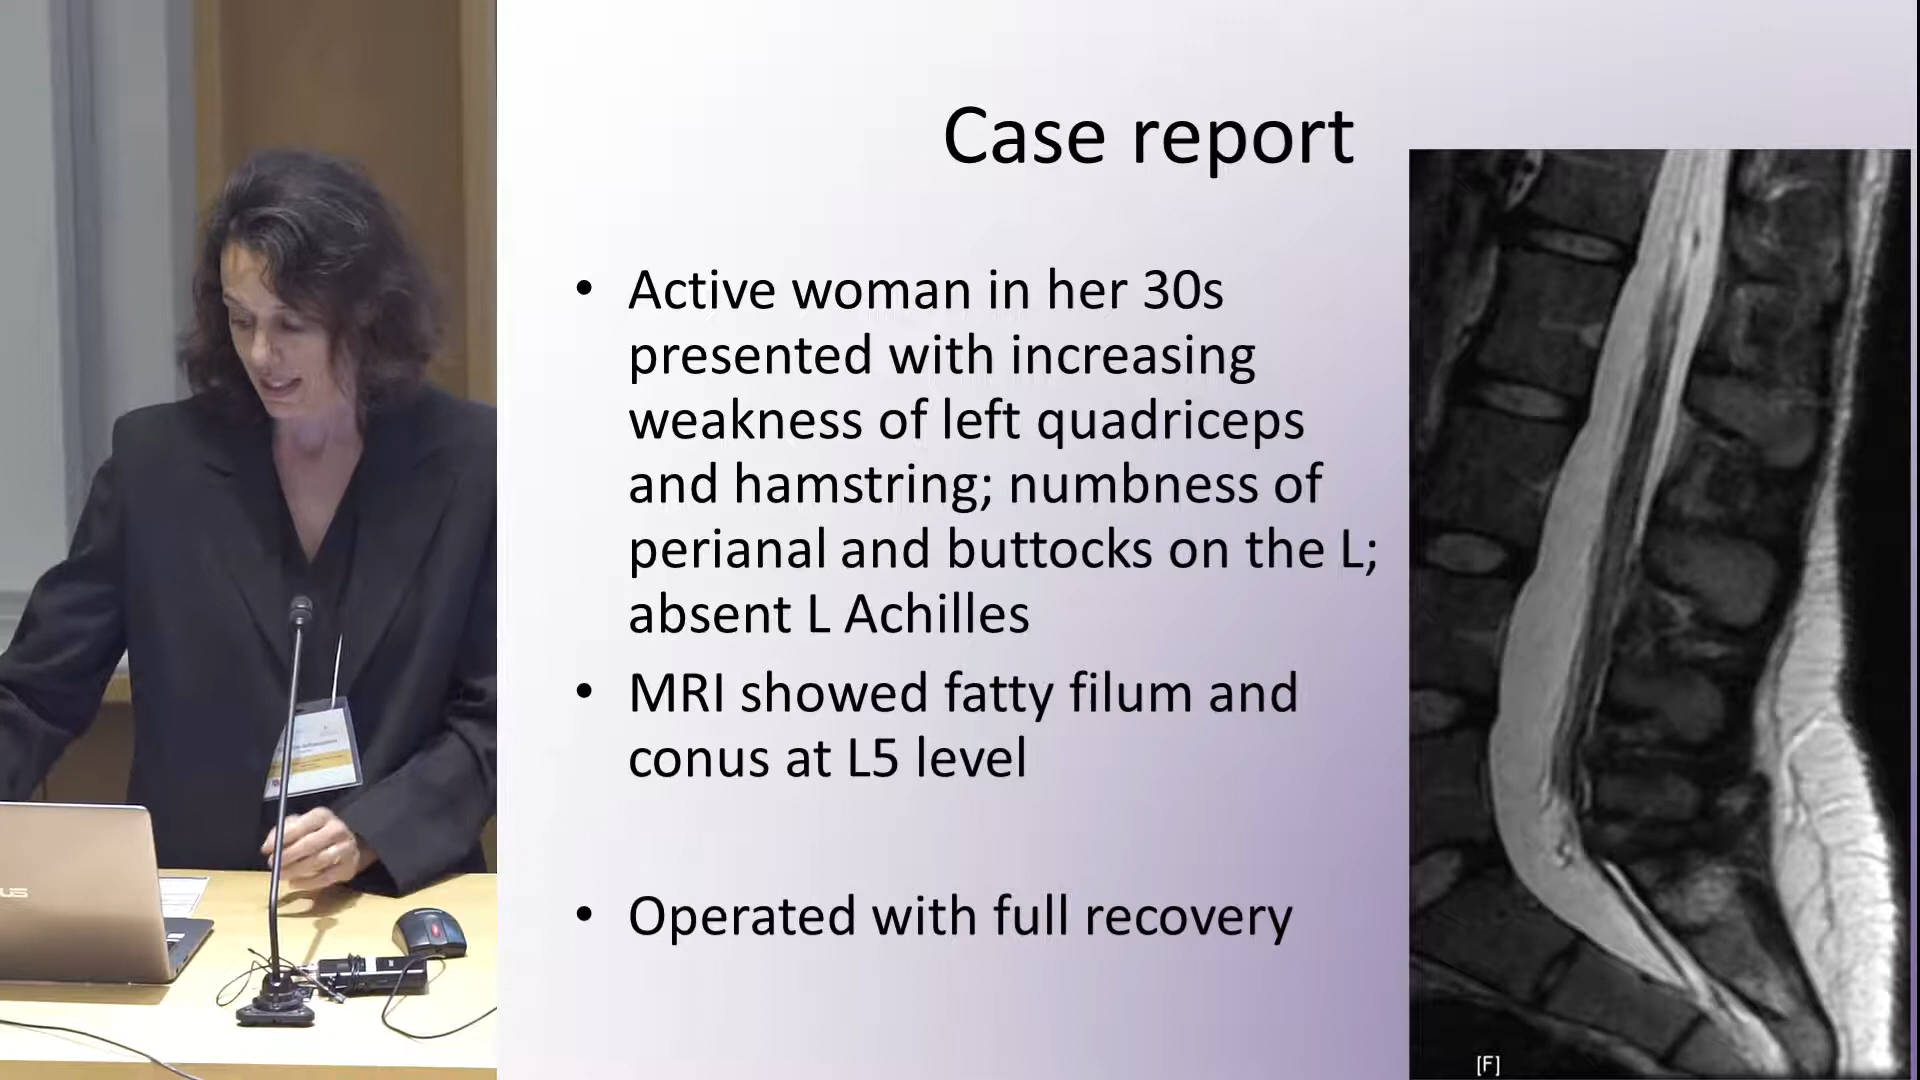 Case report
• Active woman in her 30s
presented with increasing
weakness of left quadriceps
and hamstring; numbness of
perianal and buttocks on the L;
absent L Achilles
• MRI showed fatty filum and
conus at L5 level
• Operated with full recovery
[F]